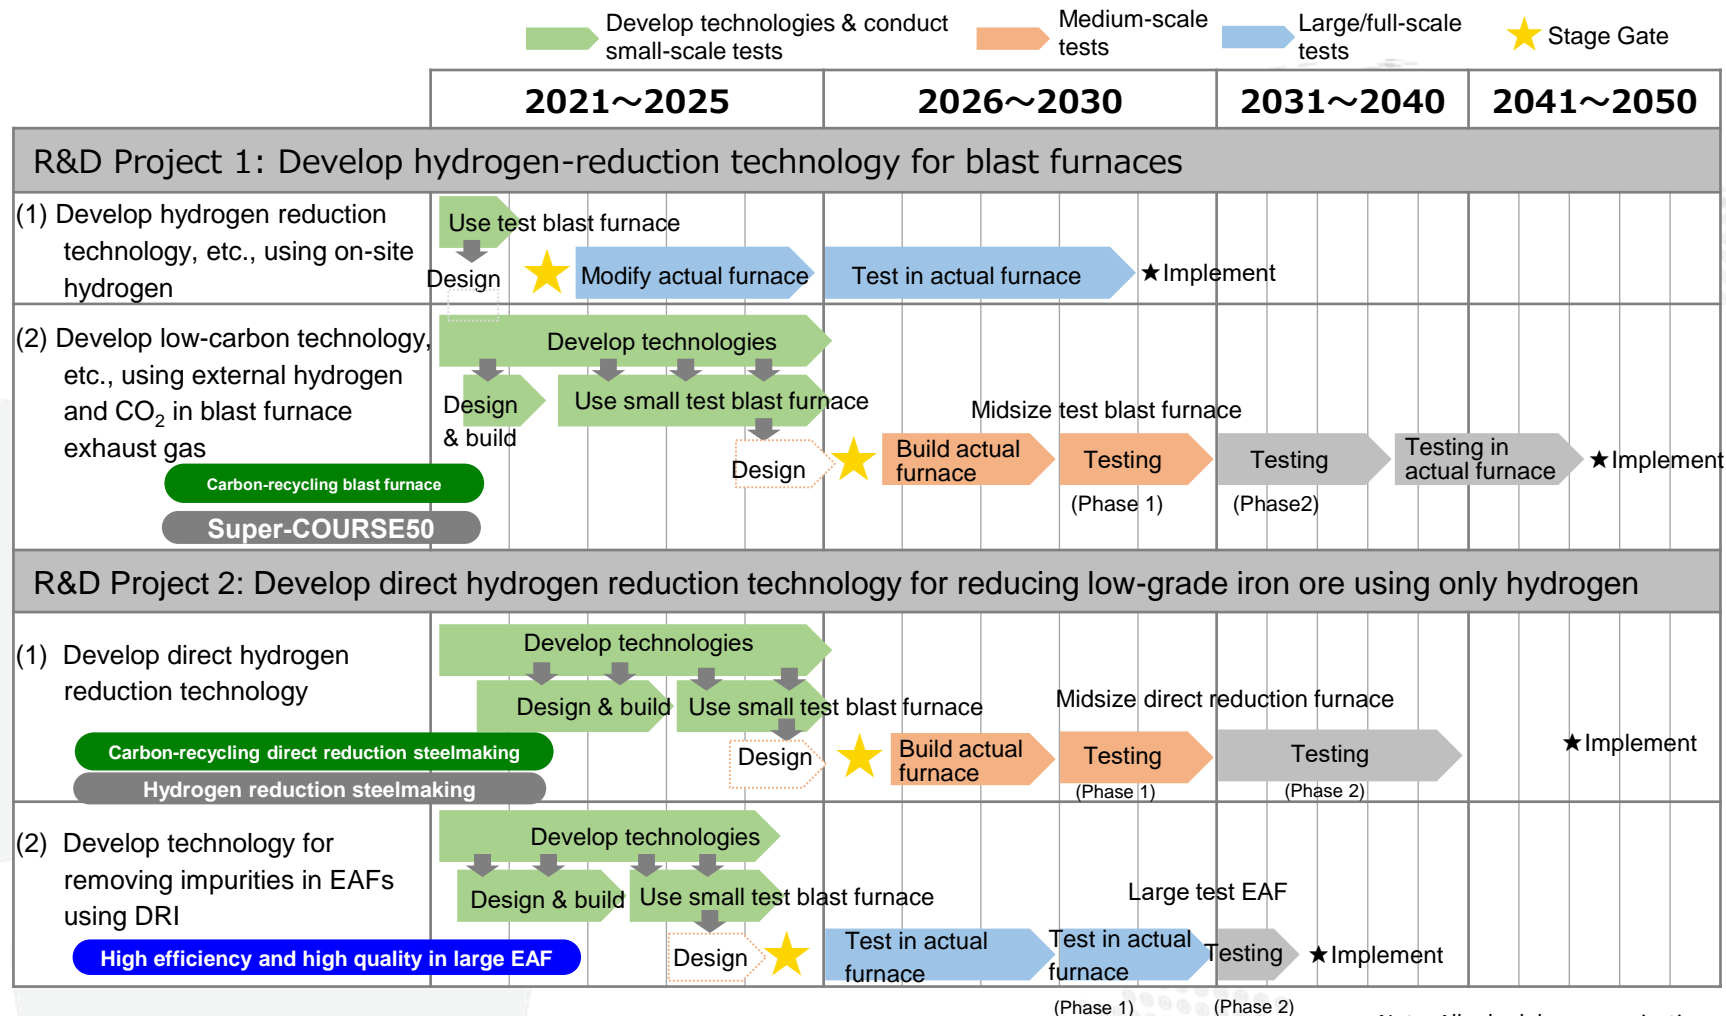 Develop technologies & conduct
small-scale tests
Medium-scale
tests
Large/full-scale
tests
Stage Gate
2021～2025
2026～2030
2031～2040
2041～2050
R&D Project 1: Develop hydrogen-reduction technology for blast furnaces
(1) Develop hydrogen reduction
technology, etc., using on-site
hydrogen
Use test blast furnace
Design
Modify actual furnace
Test in actual furnace
★Implement
(2) Develop low-carbon technology,
etc., using external hydrogen
and CO2 in blast furnace
exhaust gas
Carbon-recycling blast furnace
Super-COURSE50
Develop technologies
Design
& build
Use small test blast furnace
Design
Midsize test blast furnace
Build actual
furnace
Testing
(Phase 1)
Testing
(Phase2)
Testing in
actual furnace
★Implement
R&D Project 2: Develop direct hydrogen reduction technology for reducing low-grade iron ore using only hydrogen
(1) Develop direct hydrogen
reduction technology
Carbon-recycling direct reduction steelmaking
Hydrogen reduction steelmaking
Develop technologies
Design & build
Use small test blast furnace
Design
Midsize direct reduction furnace
Build actual
furnace
Testing
(Phase 1)
Testing
(Phase 2)
★Implement
(2) Develop technology for
removing impurities in EAFs
using DRI
High efficiency and high quality in large EAF
Develop technologies
Design & build
Use small test blast furnace
Design
Large test EAF
Test in actual
furnace
Test in actual
furnace
(Phase 1)
Testing
(Phase 2)
★Implement